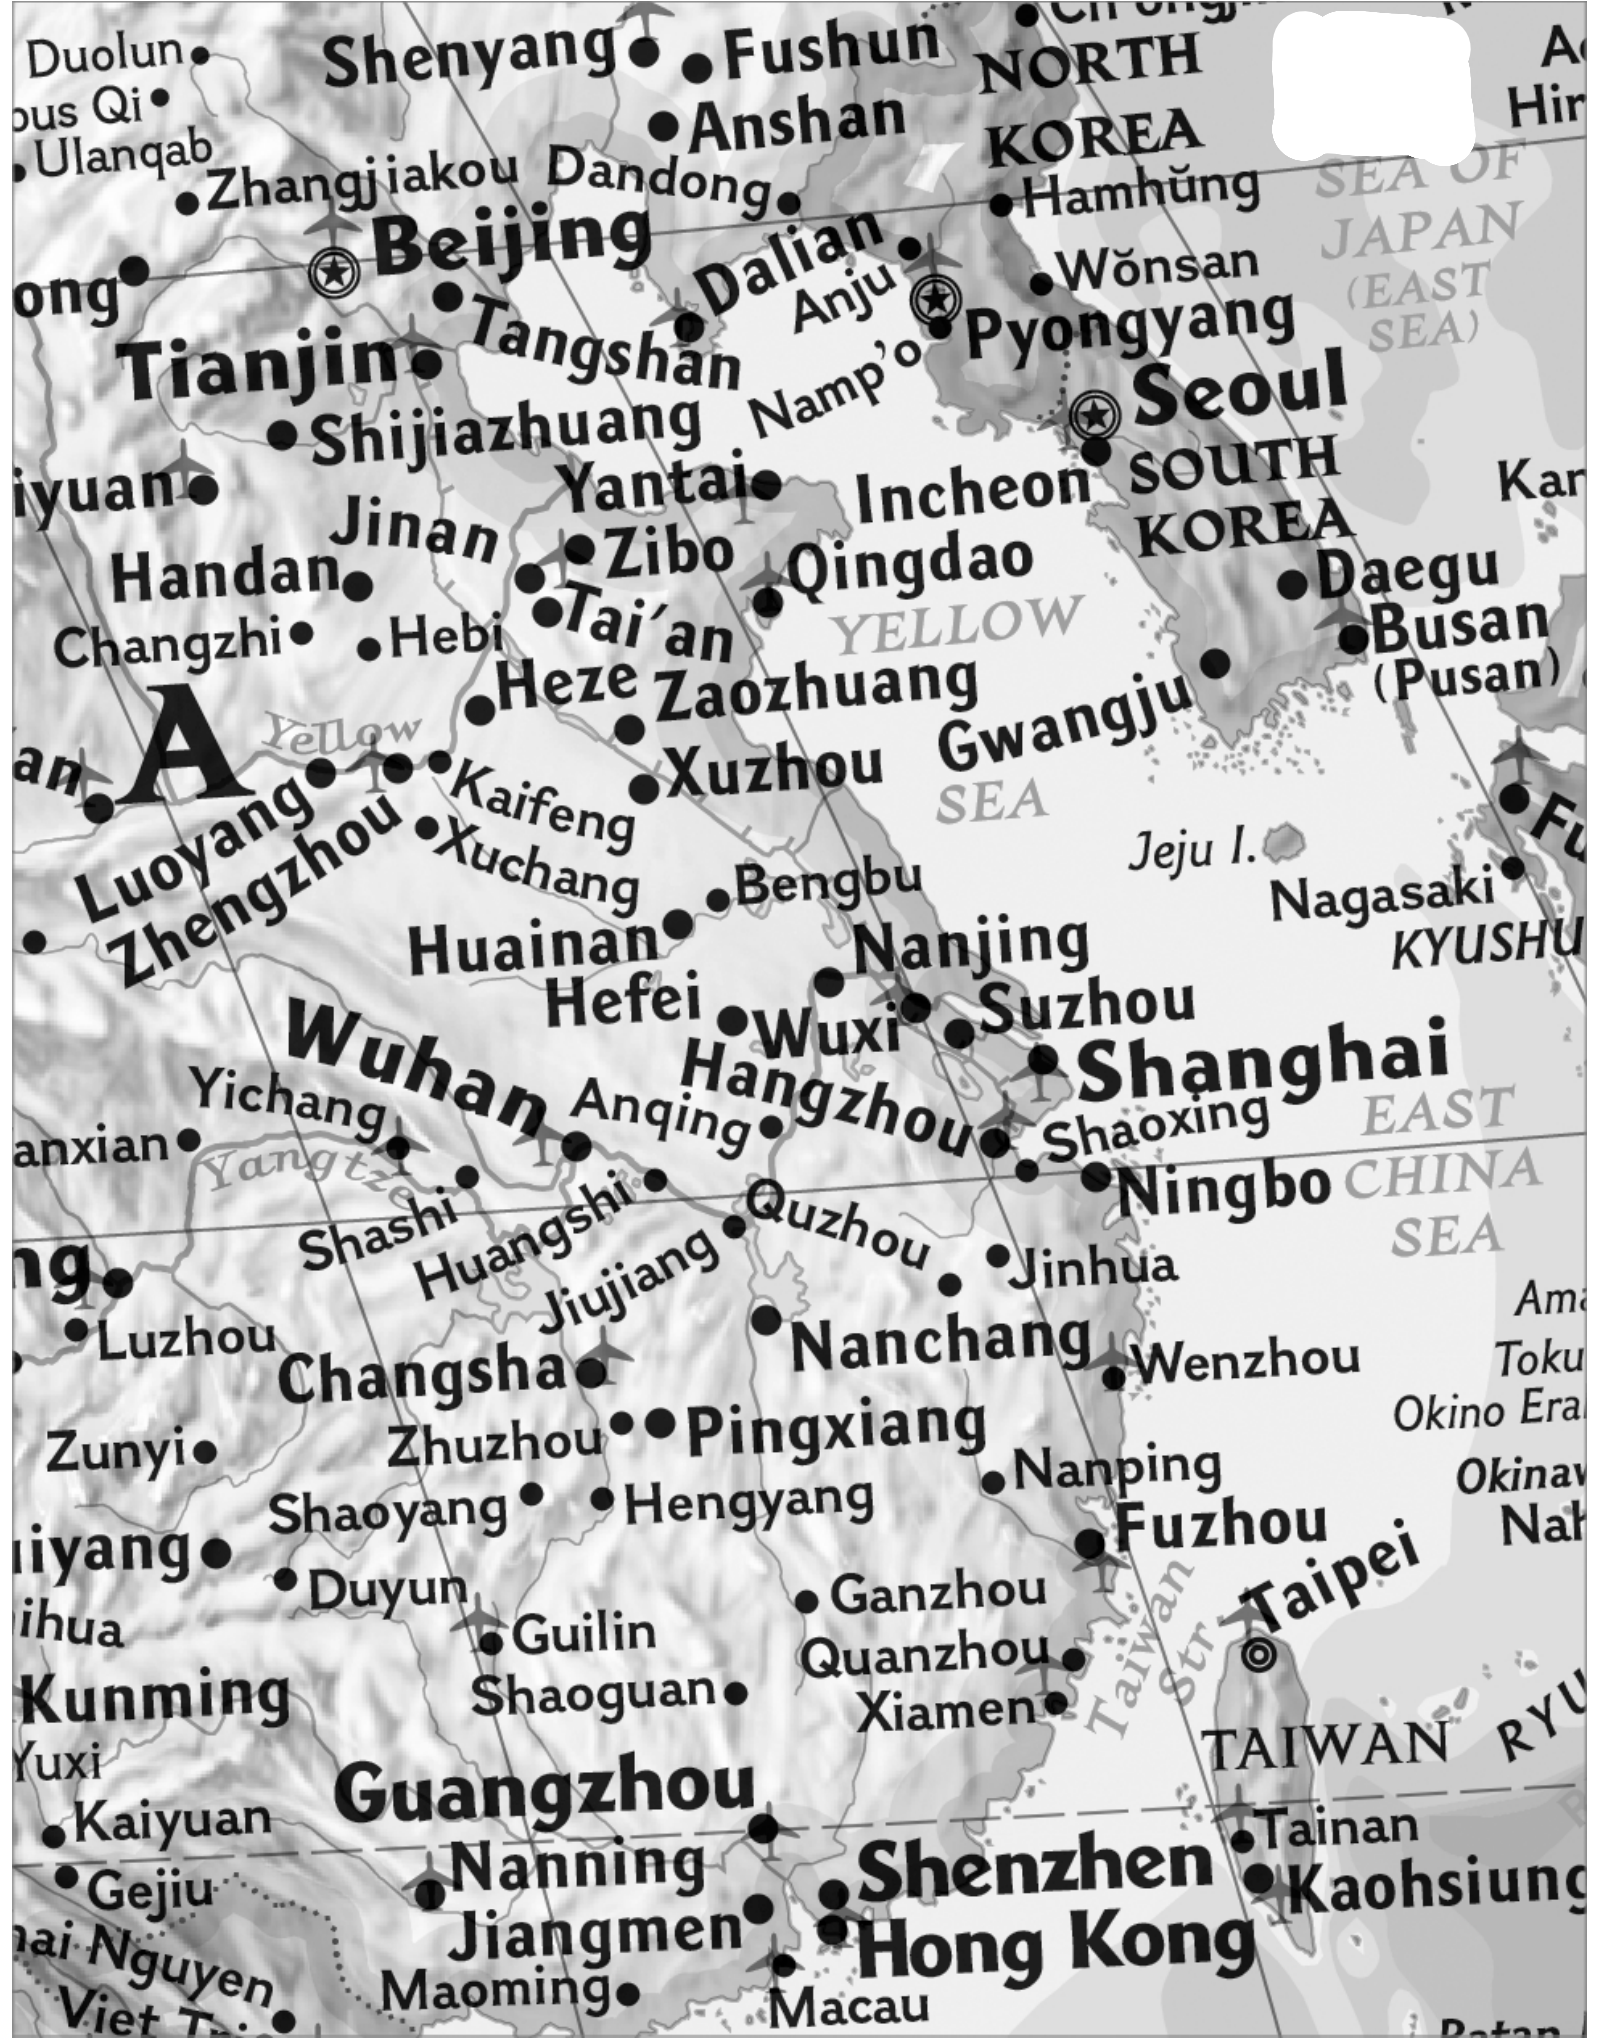 Duolun
Shenyang
Fushun
NORTH
KOREA
Anshan
Ulanqab
Zhangjiakou
Dandong
Hamhŭng
SEA OF
JAPAN
(EAST
SEA)
Beijing
Dalian
Anju
Wŏnsan
Tangshan
Pyongyang
Namp'o
Tianjin
Seoul
Shijiazhuang
SOUTH
KOREA
Yantai
Incheon
Jinan
Zibo
Qingdao
Handan
Daegu
Tai'an
YELLOW
SEA
Busan
(Pusan)
Changzhi
Hebi
Heze
Zaozhuang
Gwangju
A
Yellow
Xuzhou
Luoyang
Kaifeng
Zhengzhou
Xuchang
Jeju I.
Bengbu
Nagasaki
KYUSHU
Huainan
Nanjing
Hefei
Wuxi
Suzhou
Wuhan
Hangzhou
Shanghai
Yichang
Anqing
Shaoxing
EAST
CHINA
SEA
Yangtze
Ningbo
Shashi
Huangshi
Quzhou
Jiujiang
Jinhua
Luzhou
Nanchang
Changsha
Wenzhou
Zhuzhou
Pingxiang
Zunyi
Nanping
Shaoyang
Hengyang
Fuzhou
Taipei
Duyun
Ganzhou
Guilin
Quanzhou
Taiwan
Str.
Kunming
Shaoguan
Xiamen
TAIWAN
Guangzhou
Kaiyuan
Tainan
Nanning
Shenzhen
Kaohsiung
Gejiu
Jiangmen
Hong Kong
Maoming
Macau